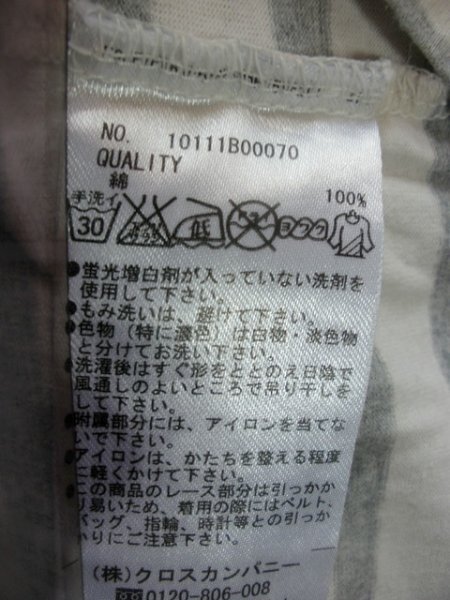 NO. 10111B00070
QUALITY
綿 100%
手洗イ
30 低 ドライ ヨワク
●蛍光増白剤が入っていない洗剤を
使用して下さい。
●もみ洗いは、避けて下さい。
●色物(特に濃色)は白物・淡色物
と分けてお洗い下さい。
●洗濯後はすぐ形をととのえ日陰で
風通しのよいところで吊り干しを
して下さい。
●附属部分には、アイロンを当てな
いで下さい。
●アイロンは、かたちを整える程度
に軽くかけて下さい。
●この商品のレース部分は引っかか
り易いため、着用の際にはベルト、
バッグ、指輪、時計等との引っか
かりにご注意下さい。
(株)クロスカンパニー
0120-806-008